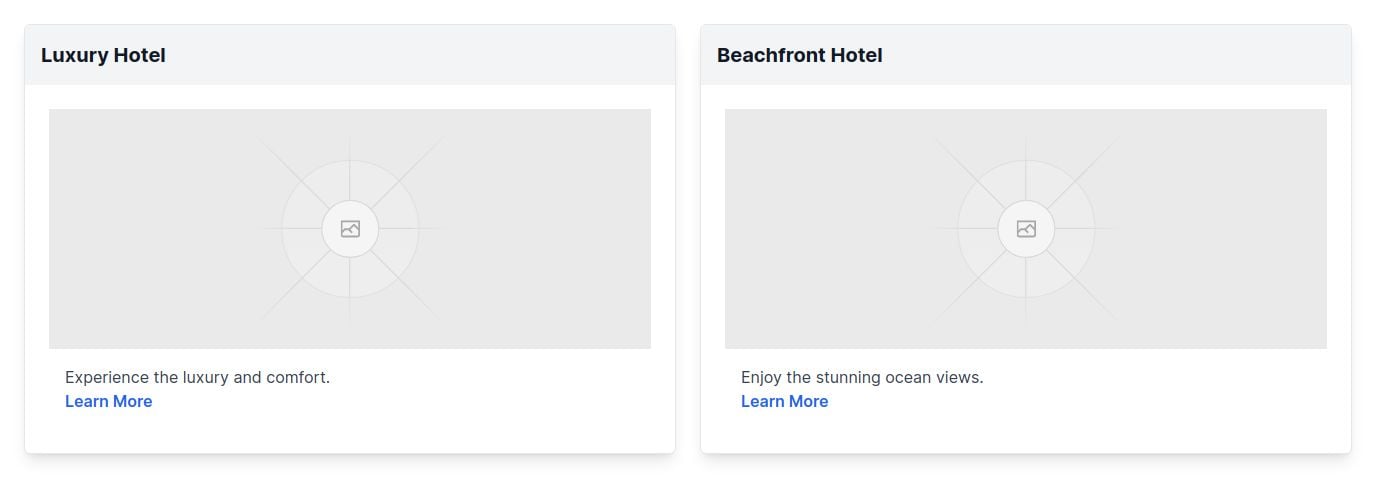 Luxury Hotel
Experience the luxury and comfort.
Learn More
Beachfront Hotel
Enjoy the stunning ocean views.
Learn More